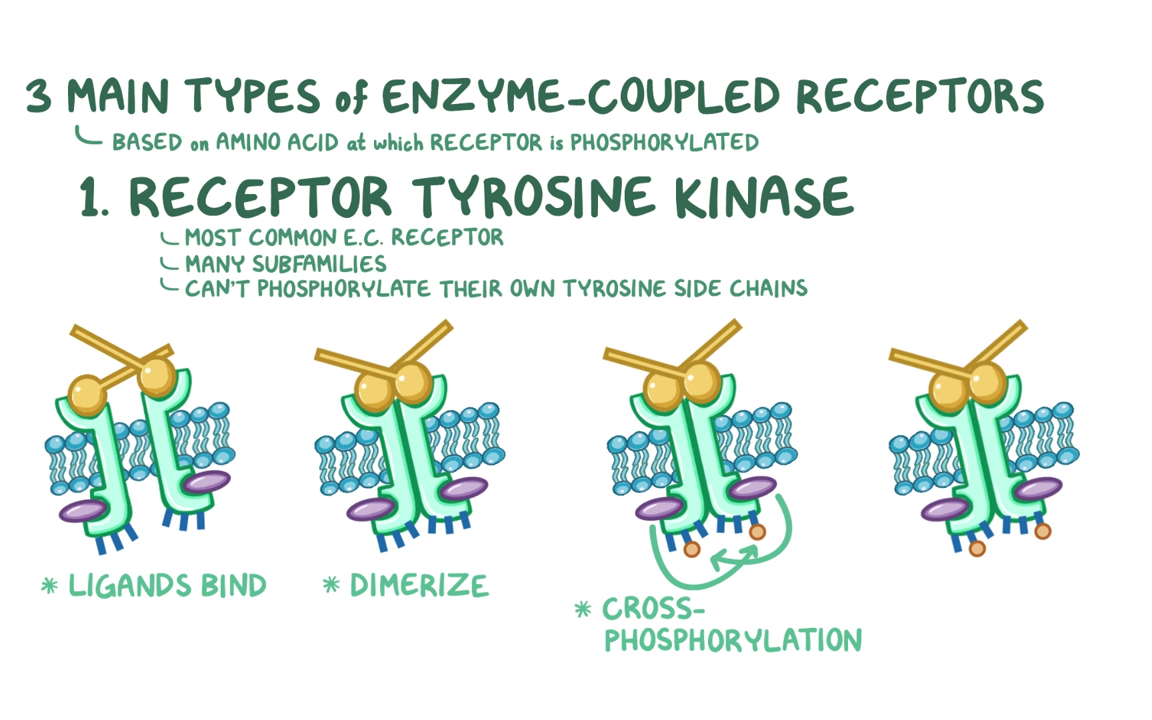 3 MAIN TYPES of ENZYME-COUPLED RECEPTORS
BASED on AMINO ACID at which RECEPTOR is PHOSPHORYLATED
1. RECEPTOR TYROSINE KINASE
MOST COMMON E.C. RECEPTOR
MANY SUBFAMILIES
CAN'T PHOSPHORYLATE THEIR OWN TYROSINE SIDE CHAINS
* LIGANDS BIND
* DIMERIZE
* CROSS-
PHOSPHORYLATION